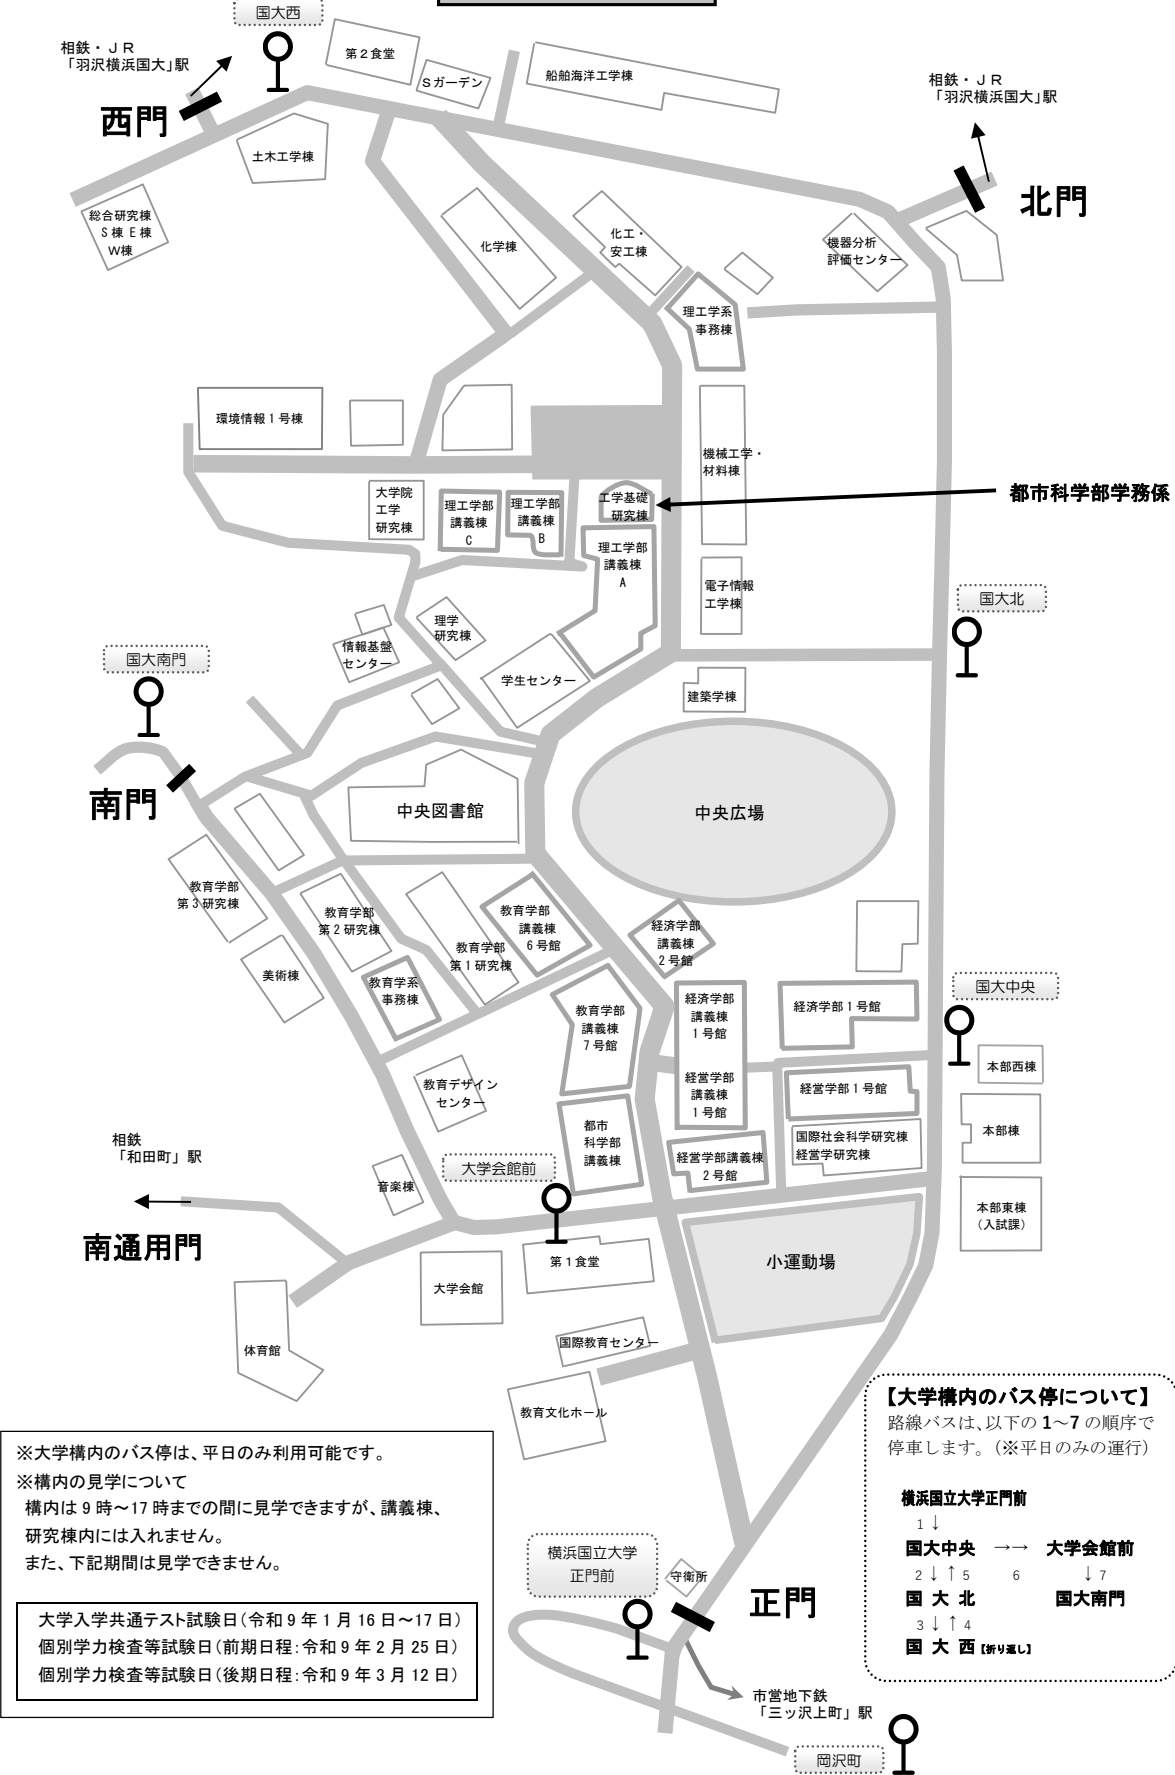 国大西
相鉄・ＪＲ
「羽沢横浜国大」駅
西門
第２食堂
Ｓガーデン
船舶海洋工学棟
相鉄・ＪＲ
「羽沢横浜国大」駅
北門
土木工学棟
総合研究棟
Ｓ棟Ｅ棟
Ｗ棟
化学棟
化工・
安工棟
機器分析
評価センター
理工学系
事務棟
環境情報１号棟
機械工学・
材料棟
大学院
工学
研究棟
理工学部
講義棟
Ｃ
理工学部
講義棟
Ｂ
工学基礎
研究棟
都市科学部学務係
理工学部
講義棟
Ａ
電子情報
工学棟
国大北
理学
研究棟
情報基盤
センター
学生センター
国大南門
建築学棟
南門
中央図書館
中央広場
教育学部
第３研究棟
教育学部
第２研究棟
教育学部
第１研究棟
教育学部
講義棟
６号館
経済学部
講義棟
２号館
美術棟
教育学系
事務棟
教育学部
講義棟
７号館
経済学部
講義棟
１号館
経済学部１号館
国大中央
本部西棟
経営学部
講義棟
１号館
経営学部１号館
教育デザイン
センター
都市
科学部
講義棟
国際社会科学研究棟
経営学研究棟
本部棟
相鉄
「和田町」駅
大学会館前
経営学部講義棟
２号館
音楽棟
本部東棟
（入試課）
南通用門
大学会館
第１食堂
小運動場
体育館
国際教育センター
教育文化ホール
【大学構内のバス停について】
路線バスは、以下の 1～7 の順序で
停車します。（※平日のみの運行）
横浜国立大学正門前
1 ↓
国大中央 →→ 大学会館前
2 ↓ ↑ 5 6 ↓ 7
国 大 北 国大南門
3 ↓ ↑ 4
国 大 西【折り返し】
※大学構内のバス停は、平日のみ利用可能です。
※構内の見学について
構内は 9 時～17 時までの間に見学できますが、講義棟、
研究棟内には入れません。
また、下記期間は見学できません。
大学入学共通テスト試験日（令和 9 年 1 月 16 日～17 日）
個別学力検査等試験日（前期日程：令和 9 年 2 月 25 日）
個別学力検査等試験日（後期日程：令和 9 年 3 月 12 日）
横浜国立大学
正門前
守衛所
正門
市営地下鉄
「三ッ沢上町」駅
岡沢町